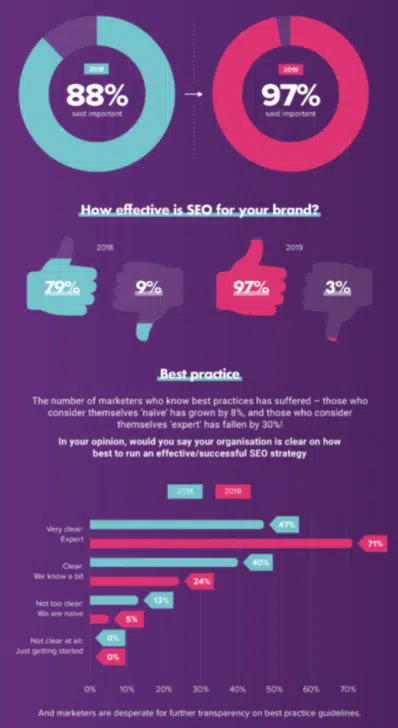 2018
88%
said important
2019
97%
said important
How effective is SEO for your brand?
2018
2019
79%
9%
97%
3%
Best practice
The number of marketers who know best practices has suffered – those who
consider themselves 'naïve' has grown by 8%, and those who consider
themselves 'expert' has fallen by 30%!
In your opinion, would you say your organisation is clear on how
best to run an effective/successful SEO strategy
2018
2019
Very clear:
Expert
47%
71%
Clear:
We know a bit
40%
24%
Not too clear:
We are naive
13%
5%
Not clear at all:
Just getting started
0%
0%
0% 10% 20% 30% 40% 50% 60% 70%
And marketers are desperate for further transparency on best practice guidelines.